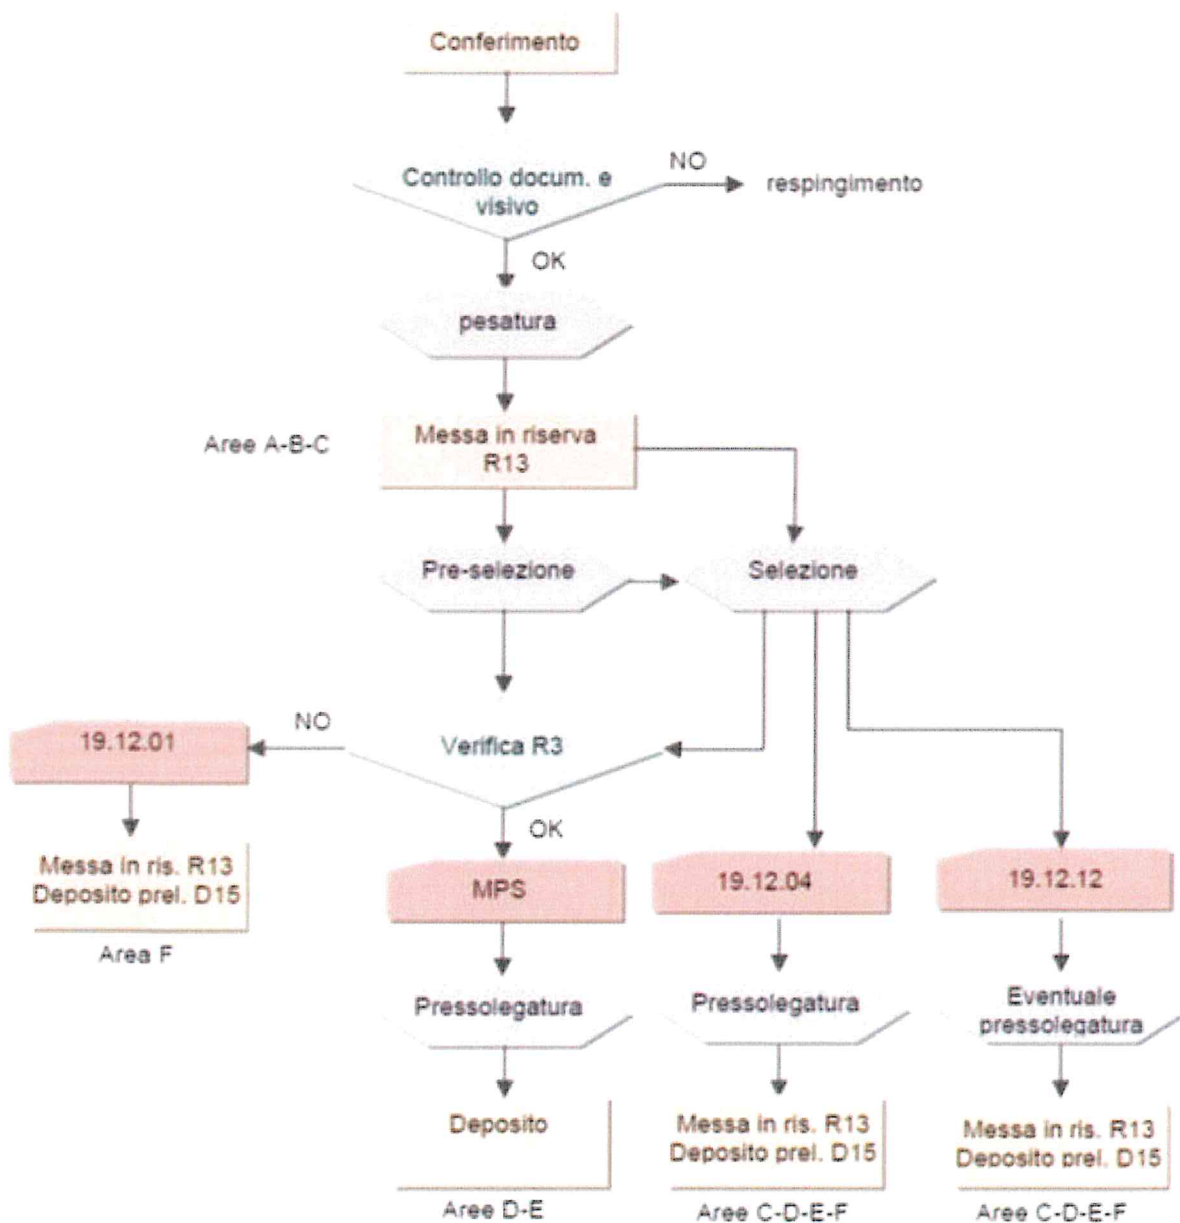 Conferimento
Controllo docum. e
visivo
NO
respingimento
OK
pesatura
Aree A-B-C
Messa in riserva
R13
Pre-selezione
Selezione
NO
19.12.01
Verifica R3
OK
Messa in ris. R13
Deposito prel. D15
Area F
MPS
19.12.04
19.12.12
Pressolegatura
Pressolegatura
Eventuale
pressolegatura
Deposito
Messa in ris. R13
Deposito prel. D15
Messa in ris. R13
Deposito prel. D15
Aree D-E
Aree C-D-E-F
Aree C-D-E-F